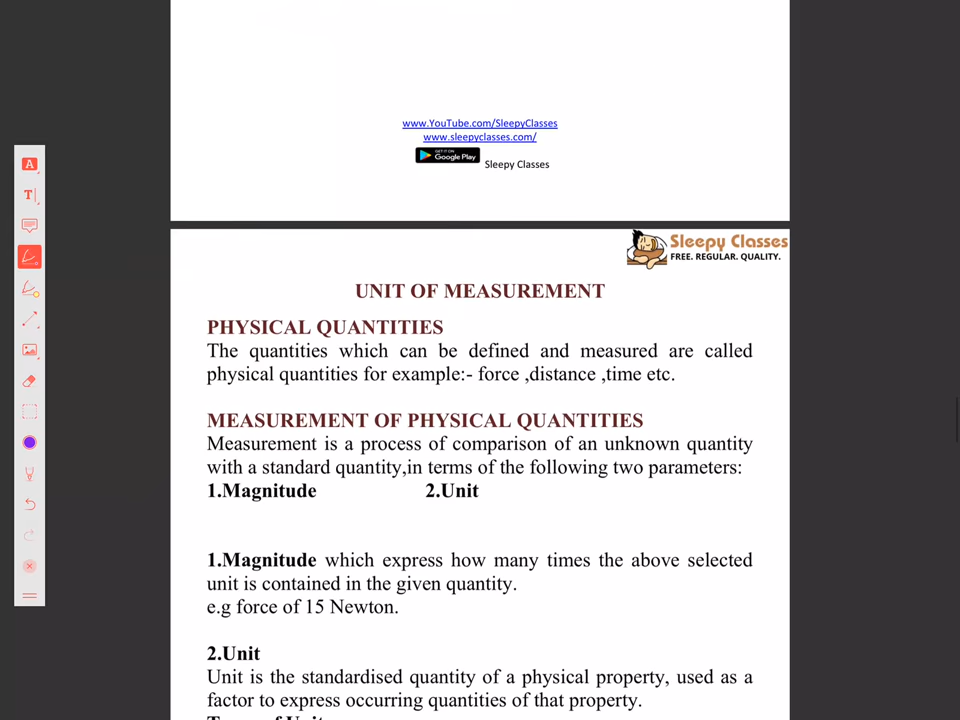 www.YouTube.com/SleepyClasses
www.sleepyclasses.com/
GET IT ON
Google Play
Sleepy Classes
Sleepy Classes
FREE. REGULAR. QUALITY.
A
T
UNIT OF MEASUREMENT
PHYSICAL QUANTITIES
The quantities which can be defined and measured are called
physical quantities for example:- force ,distance ,time etc.
MEASUREMENT OF PHYSICAL QUANTITIES
Measurement is a process of comparison of an unknown quantity
with a standard quantity,in terms of the following two parameters:
1.Magnitude 2.Unit
1.Magnitude which express how many times the above selected
unit is contained in the given quantity.
e.g force of 15 Newton.
2.Unit
Unit is the standardised quantity of a physical property, used as a
factor to express occurring quantities of that property.